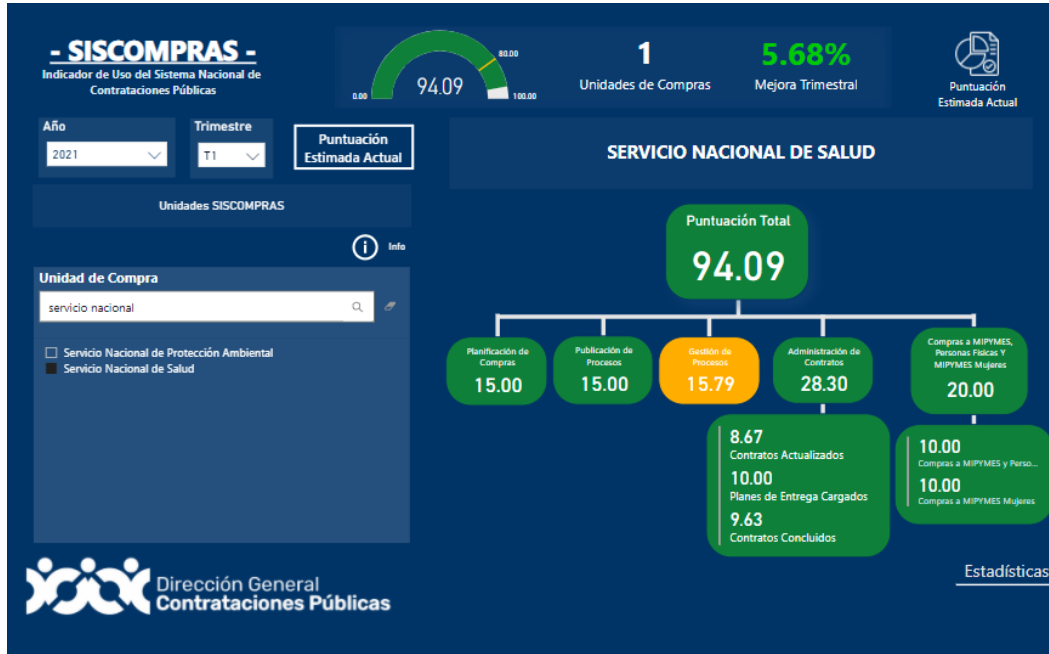 - SISCOMPRAS -
Indicador de Uso del Sistema Nacional de
Contrataciones Públicas
0.00
94.09
80.00
100.00
1
Unidades de Compras
5.68%
Mejora Trimestral
Puntuación
Estimada Actual
Año
2021
Trimestre
T1
Puntuación
Estimada Actual
SERVICIO NACIONAL DE SALUD
Unidades SISCOMPRAS
i Info
Unidad de Compra
servicio nacional
Servicio Nacional de Protección Ambiental
Servicio Nacional de Salud
Puntuación Total
94.09
Planificación de
Compras
15.00
Publicación de
Procesos
15.00
Gestión de
Procesos
15.79
Administración de
Contratos
28.30
Compras a MIPYMES,
Personas Físicas Y
MIPYMES Mujeres
20.00
8.67
Contratos Actualizados
10.00
Planes de Entrega Cargados
9.63
Contratos Concluidos
10.00
Compras a MIPYMES y Perso...
10.00
Compras a MIPYMES Mujeres
Dirección General
Contrataciones Públicas
Estadísticas